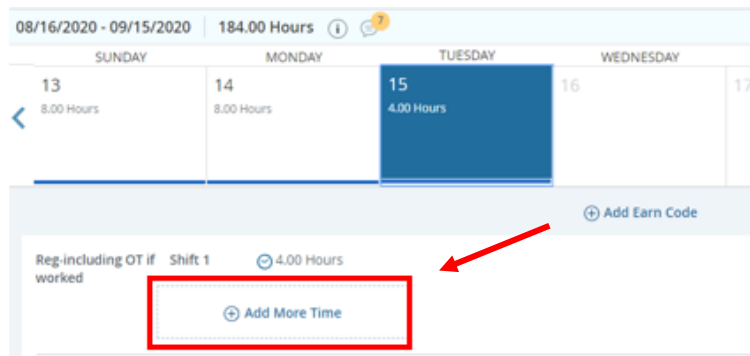 08/16/2020 - 09/15/2020 184.00 Hours i 7
SUNDAY MONDAY TUESDAY WEDNESDAY
13 14 15 16 17
8.00 Hours 8.00 Hours 4.00 Hours
Add Earn Code
Reg-including OT if Shift 1 4.00 Hours
worked
Add More Time